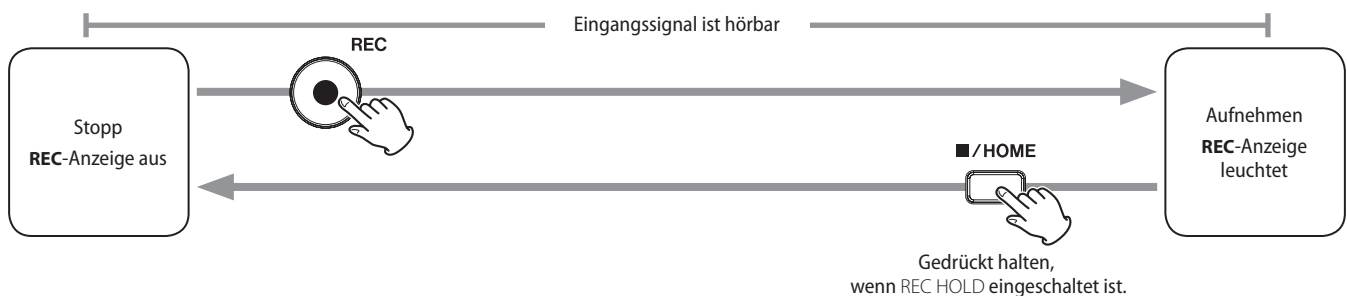 Eingangssignal ist hörbar
REC
Stopp
REC-Anzeige aus
Aufnehmen
REC-Anzeige
leuchtet
■/HOME
Gedrückt halten,
wenn REC HOLD eingeschaltet ist.